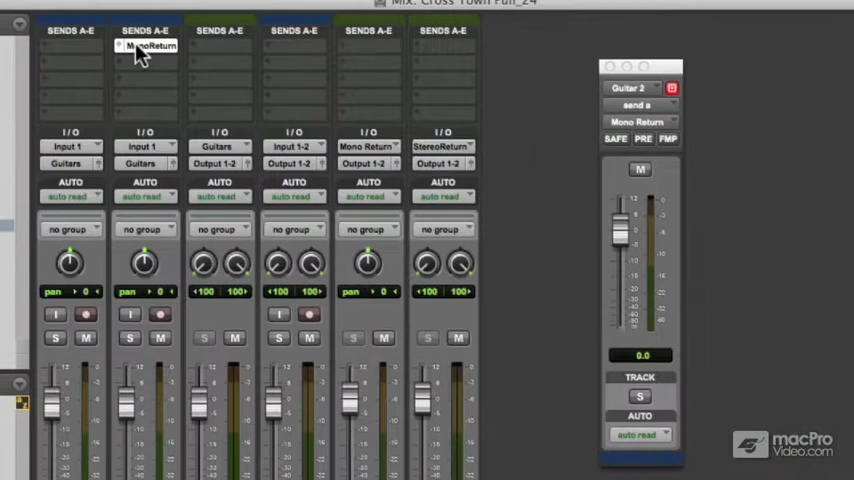 Mix: Cross Town Full_24
SENDS A-E SENDS A-E SENDS A-E SENDS A-E SENDS A-E SENDS A-E
MonoReturn
I / O I / O I / O I / O I / O I / O
Input 1 Input 1 Guitars Input 1-2 Mono Return StereoReturn
Guitars Guitars Output 1-2 Output 1-2 Output 1-2 Output 1-2
AUTO AUTO AUTO AUTO AUTO AUTO
auto read auto read auto read auto read auto read auto read
no group no group no group no group no group no group
pan 0 pan 0 100 100 100 100 pan 0 100 100
I I I
S M S M S M S M S M S M
Guitar 2
send a
Mono Return
SAFE PRE FMP
M
0.0
TRACK
S
AUTO
auto read
macPro
Video.com